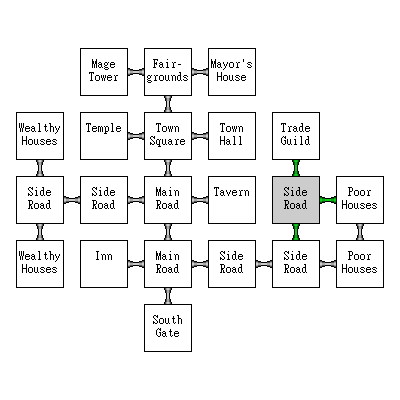 Mage
Tower
Fair-
grounds
Mayor's
House
Wealthy
Houses
Temple
Town
Square
Town
Hall
Trade
Guild
Side
Road
Side
Road
Main
Road
Tavern
Side
Road
Poor
Houses
Wealthy
Houses
Inn
Main
Road
Side
Road
Side
Road
Poor
Houses
South
Gate